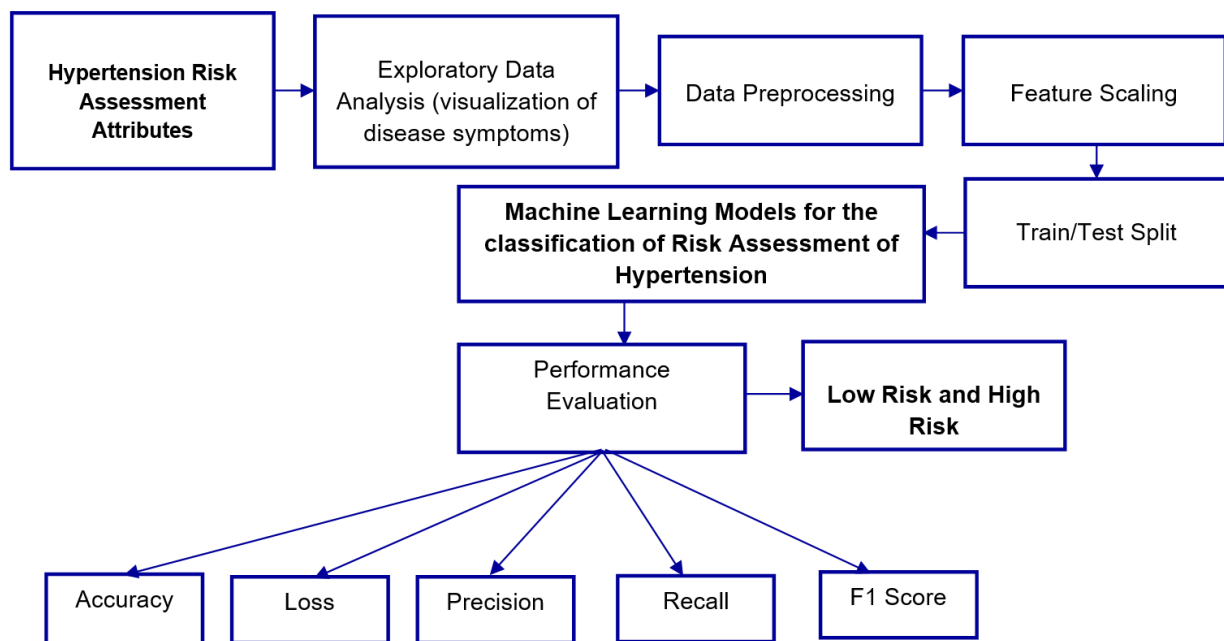 Hypertension Risk
Assessment
Attributes
Exploratory Data
Analysis (visualization of
disease symptoms)
Data Preprocessing
Feature Scaling
Train/Test Split
Machine Learning Models for the
classification of Risk Assessment of
Hypertension
Performance
Evaluation
Low Risk and High
Risk
Accuracy
Loss
Precision
Recall
F1 Score